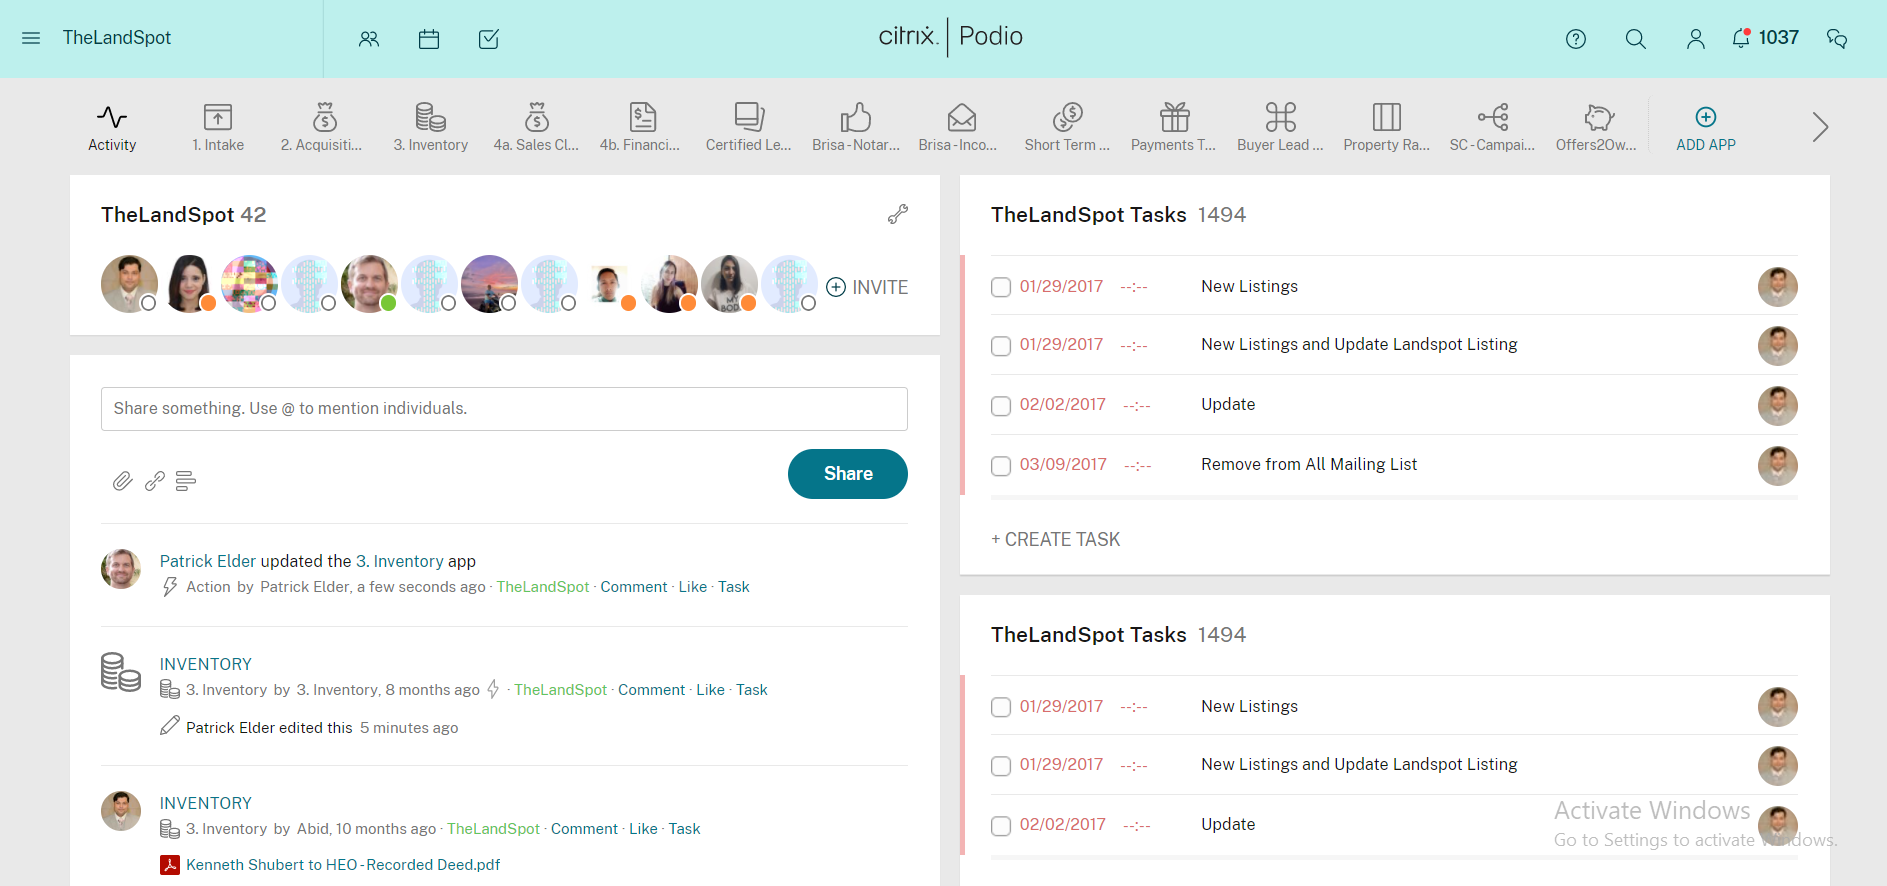 TheLandSpot
citrix. | Podio
1037
Activity
1. Intake
2. Acquisiti...
3. Inventory
4a. Sales Cl...
4b. Financi...
Certified Le...
Brisa - Notar...
Brisa - Inco...
Short Term ...
Payments T...
Buyer Lead ...
Property Ra...
SC - Campai...
Offers2Ow...
ADD APP
TheLandSpot 42
MY
BOD
INVITE
Share something. Use @ to mention individuals.
Share
Patrick Elder updated the 3. Inventory app
Action by Patrick Elder, a few seconds ago · TheLandSpot · Comment · Like · Task
INVENTORY
3. Inventory by 3. Inventory, 8 months ago · TheLandSpot · Comment · Like · Task
Patrick Elder edited this 5 minutes ago
INVENTORY
3. Inventory by Abid, 10 months ago · TheLandSpot · Comment · Like · Task
Kenneth Shubert to HEO - Recorded Deed.pdf
TheLandSpot Tasks 1494
01/29/2017 --:-- New Listings
01/29/2017 --:-- New Listings and Update Landspot Listing
02/02/2017 --:-- Update
03/09/2017 --:-- Remove from All Mailing List
+ CREATE TASK
TheLandSpot Tasks 1494
01/29/2017 --:-- New Listings
01/29/2017 --:-- New Listings and Update Landspot Listing
02/02/2017 --:-- Update
Activate Windows
Go to Settings to activate Windows.